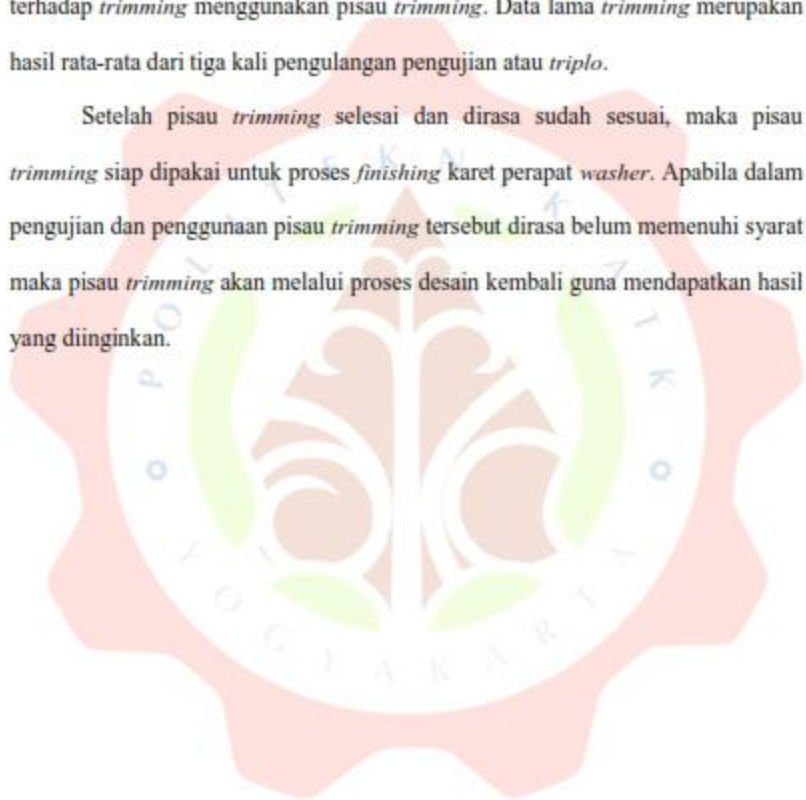 terhadap trimming menggunakan pisau trimming. Data lama trimming merupakan
hasil rata-rata dari tiga kali pengulangan pengujian atau triplo.
Setelah pisau trimming selesai dan dirasa sudah sesuai, maka pisau
trimming siap dipakai untuk proses finishing karet perapat washer. Apabila dalam
pengujian dan penggunaan pisau trimming tersebut dirasa belum memenuhi syarat
maka pisau trimming akan melalui proses desain kembali guna mendapatkan hasil
yang diinginkan.
POLITEKNIK ATK
YOGYAKARTA